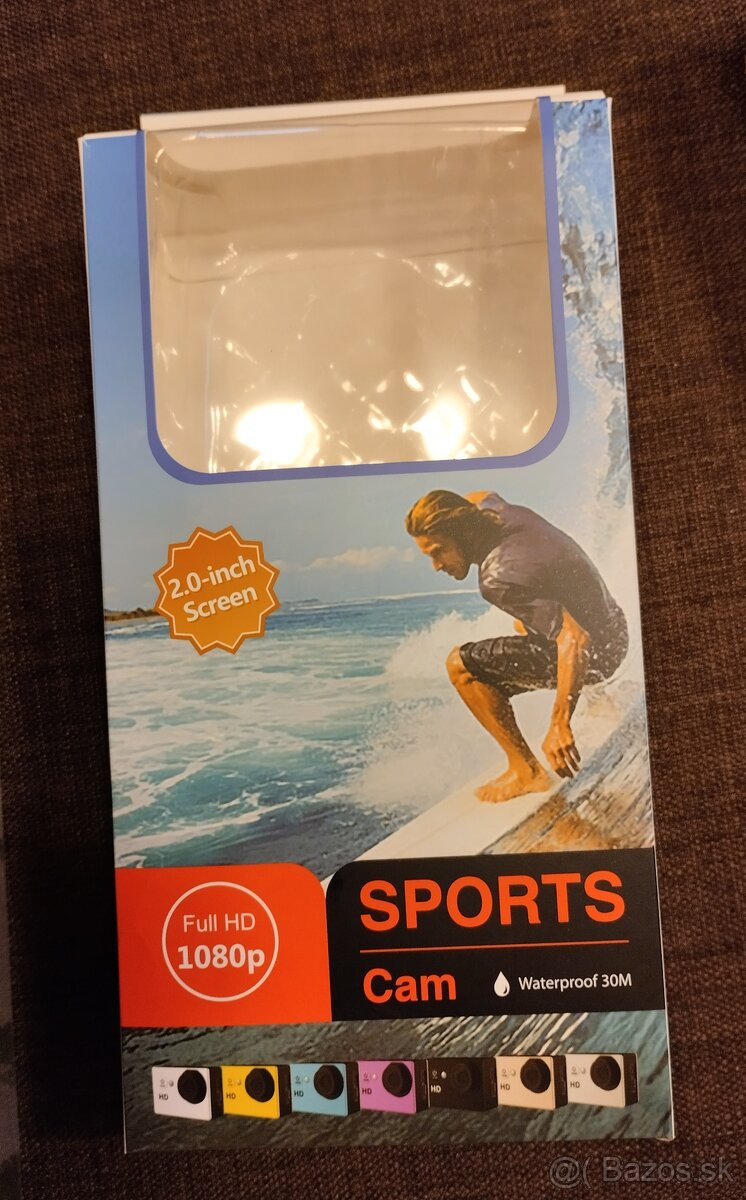 2.0-inch
Screen
Full HD
1080p
SPORTS
Cam
Waterproof 30M
HD
HD
HD
HD
HD
HD
HD
@( Bazos.sk